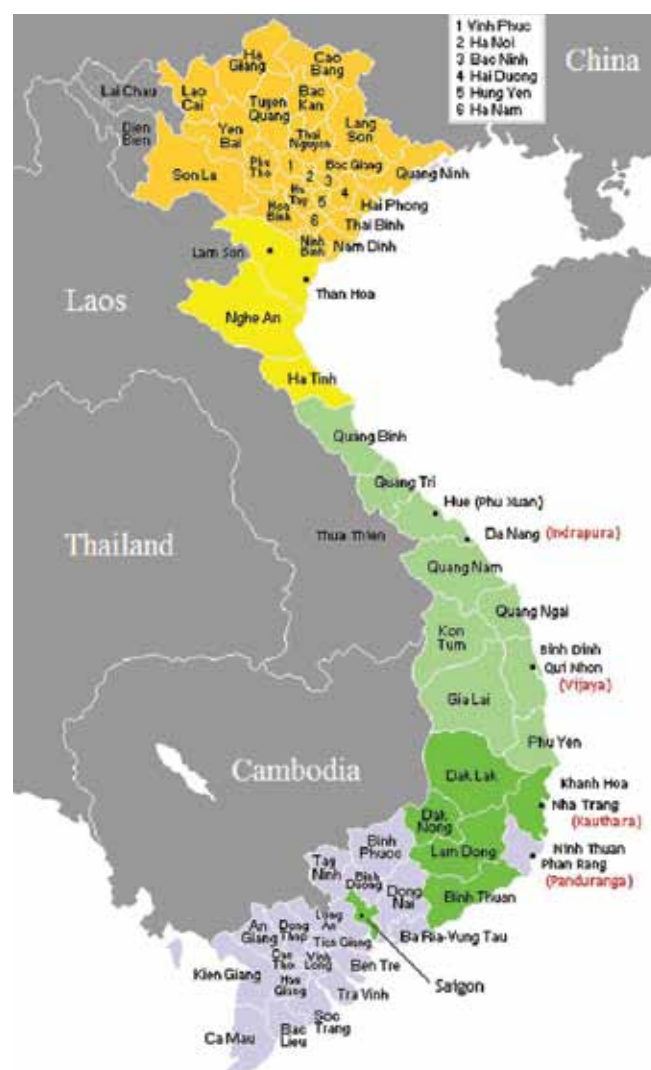 1 Vinh Phuc
2 Ha Noi
3 Bac Ninh
4 Hai Duong
5 Hung Yen
6 Ha Nam
China
Ha
Giang
Cao
Bang
Lai Chau
Lao
Cai
Tuyen
Quang
Bac
Kan
Lang
Son
Dien
Bien
Yen
Bai
Thai
Nguyen
Son La
Phu
Tho
1
2
3
Bac Giang
Quang Ninh
Ha
Tay
5
4
Hai Phong
Hoa
Binh
6
Thai Binh
Ninh
Binh
Nam Dinh
Lam Son
Than Hoa
Laos
Nghe An
Ha Tinh
Quang Binh
Quang Tri
Hue (Phu Xuan)
Thua Thien
Da Nang (Indrapura)
Thailand
Quang Nam
Quang Ngai
Kon
Tum
Binh Dinh
Qui Nhon
(Vijaya)
Gia Lai
Phu Yen
Cambodia
Dak Lak
Khanh Hoa
Nha Trang
(Kauthara)
Dak
Nong
Binh
Phuoc
Lam Dong
Ninh Thuan
Phan Rang
(Panduranga)
Tay
Ninh
Binh
Duong
Dong
Nai
Binh Thuan
An
Giang
Dong
Thap
Long
An
Tien Giang
Ba Ria-Vung Tau
Can
Tho
Vinh
Long
Ben Tre
Saigon
Kien Giang
Hau
Giang
Tra Vinh
Soc
Trang
Ca Mau
Bac
Lieu